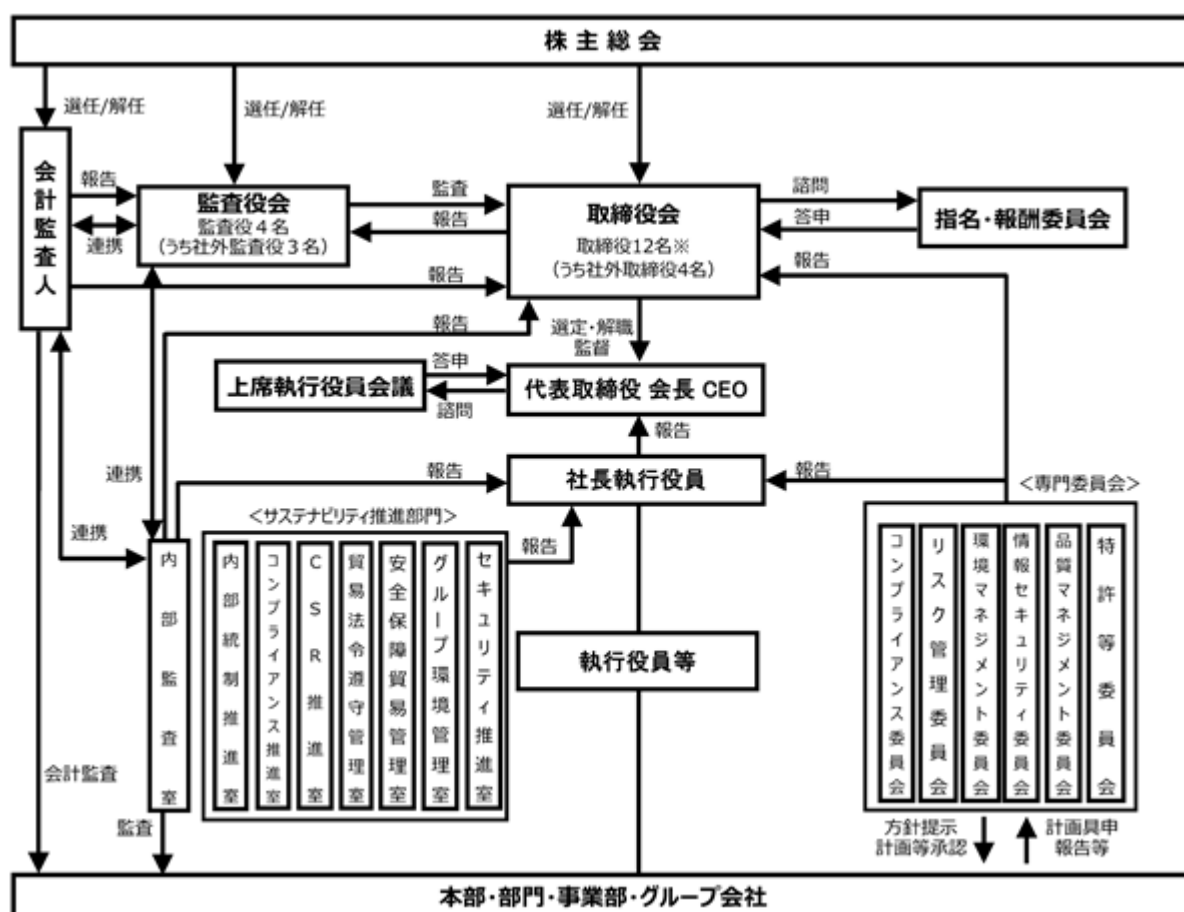 株主総会
選任/解任
選任/解任
選任/解任
会計監査人
報告
連携
監査役会
監査役4名
(うち社外監査役3名)
監査
報告
取締役会
取締役12名※
(うち社外取締役4名)
諮問
答申
指名・報酬委員会
報告
報告
報告
選定・解職
監督
上席執行役員会議
答申
諮問
代表取締役 会長 CEO
報告
連携
連携
報告
社長執行役員
報告
<専門委員会>
<サステナビリティ推進部門>
報告
内部監査室
内部統制推進室
コンプライアンス推進室
CSR推進室
貿易法令遵守管理室
安全保障貿易管理室
グループ環境管理室
セキュリティ推進室
執行役員等
コンプライアンス委員会
リスク管理委員会
環境マネジメント委員会
情報セキュリティ委員会
品質マネジメント委員会
特許等委員会
会計監査
監査
方針提示
計画等承認
計画具申
報告等
本部・部門・事業部・グループ会社